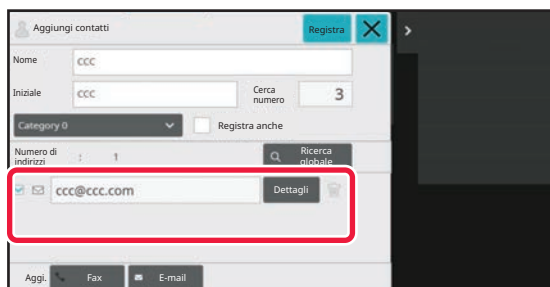 Aggiungi contatti Registra
Nome ccc
Iniziale ccc Cerca numero 3
Category 0 Registra anche
Numero di indirizzi : 1 Ricerca globale
ccc@ccc.com Dettagli
Aggi. Fax E-mail